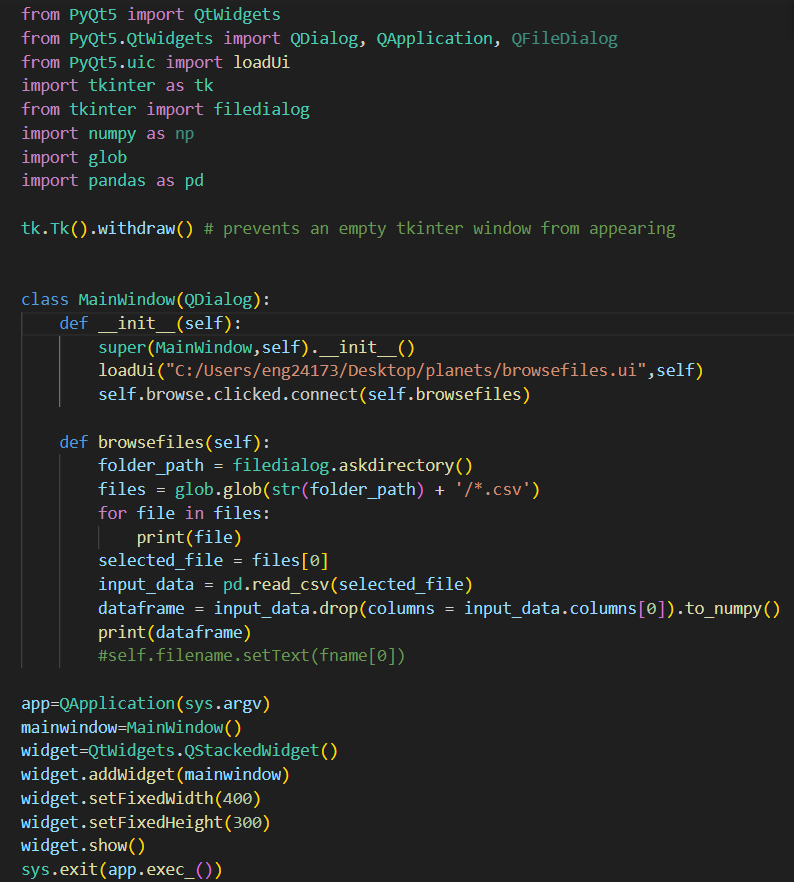 from PyQt5 import QtWidgets
from PyQt5.QtWidgets import QDialog, QApplication, QFileDialog
from PyQt5.uic import loadUi
import tkinter as tk
from tkinter import filedialog
import numpy as np
import glob
import pandas as pd

tk.Tk().withdraw() # prevents an empty tkinter window from appearing


class MainWindow(QDialog):
    def __init__(self):
        super(MainWindow,self).__init__()
        loadUi("C:/Users/eng24173/Desktop/planets/browsefiles.ui",self)
        self.browse.clicked.connect(self.browsefiles)

    def browsefiles(self):
        folder_path = filedialog.askdirectory()
        files = glob.glob(str(folder_path) + '/*.csv')
        for file in files:
            print(file)
        selected_file = files[0]
        input_data = pd.read_csv(selected_file)
        dataframe = input_data.drop(columns = input_data.columns[0]).to_numpy()
        print(dataframe)
        #self.filename.setText(fname[0])

app=QApplication(sys.argv)
mainwindow=MainWindow()
widget=QtWidgets.QStackedWidget()
widget.addWidget(mainwindow)
widget.setFixedWidth(400)
widget.setFixedHeight(300)
widget.show()
sys.exit(app.exec_())